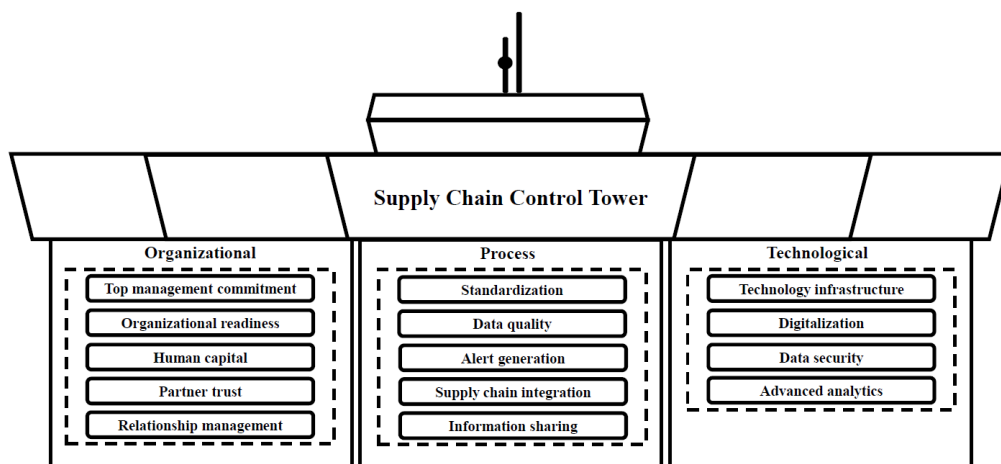 Supply Chain Control Tower
Organizational
Top management commitment
Organizational readiness
Human capital
Partner trust
Relationship management
Process
Standardization
Data quality
Alert generation
Supply chain integration
Information sharing
Technological
Technology infrastructure
Digitalization
Data security
Advanced analytics